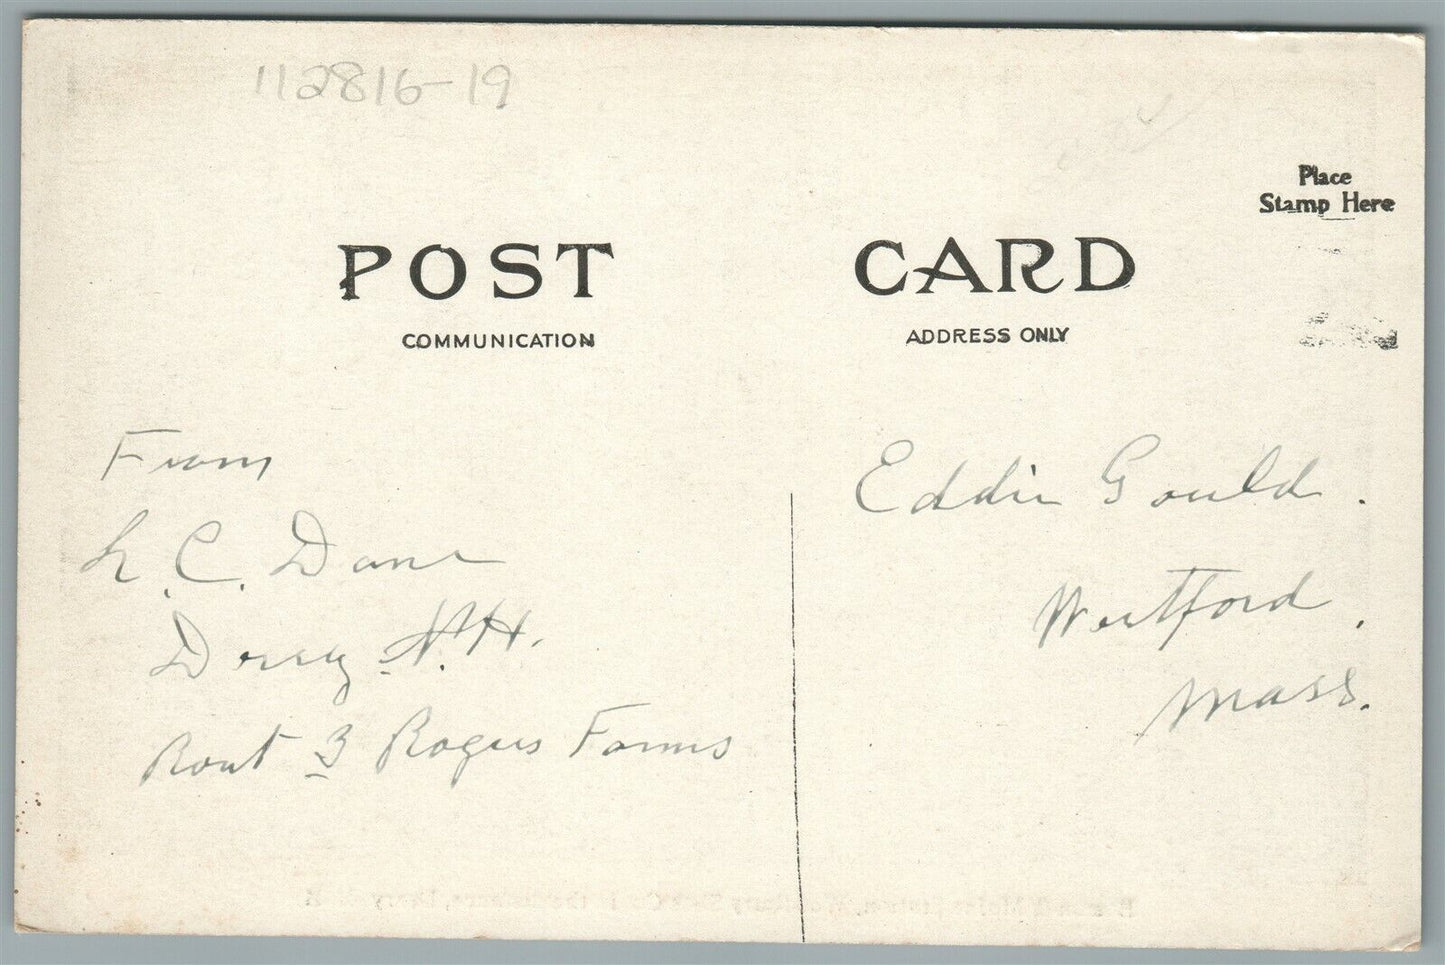 112816-19
Place
Stamp Here
POST CARD
COMMUNICATION
ADDRESS ONLY
From
L. C. Dane
Derry N.H.
Rout 3 Rogers Farms
Eddie Gould.
Westford,
Mass.